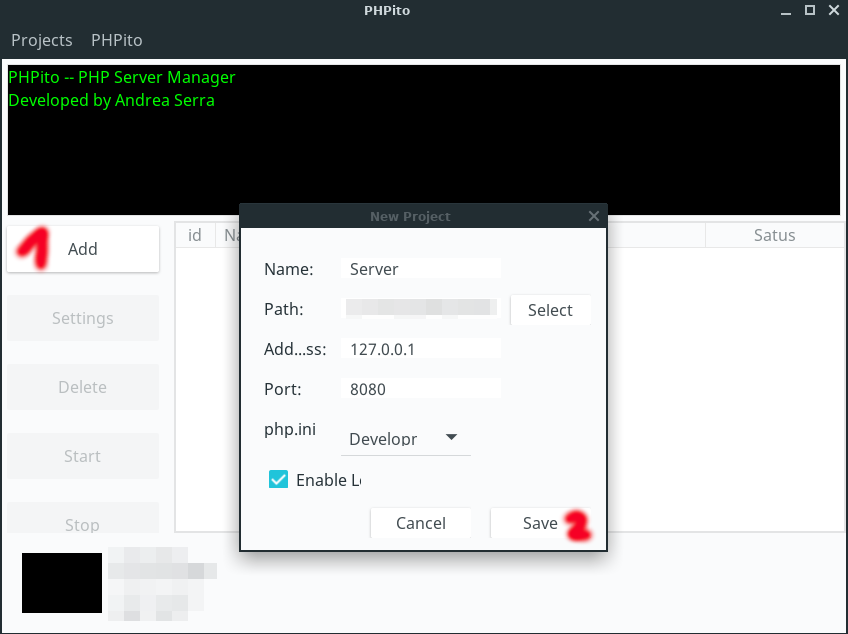 PHPito
Projects PHPito
PHPito -- PHP Server Manager
Developed by Andrea Serra
1 Add
Settings
Delete
Start
Stop
id Na Satus
New Project
Name: Server
Path: Select
Add...ss: 127.0.0.1
Port: 8080
php.ini Developr
Enable Lo
Cancel Save 2